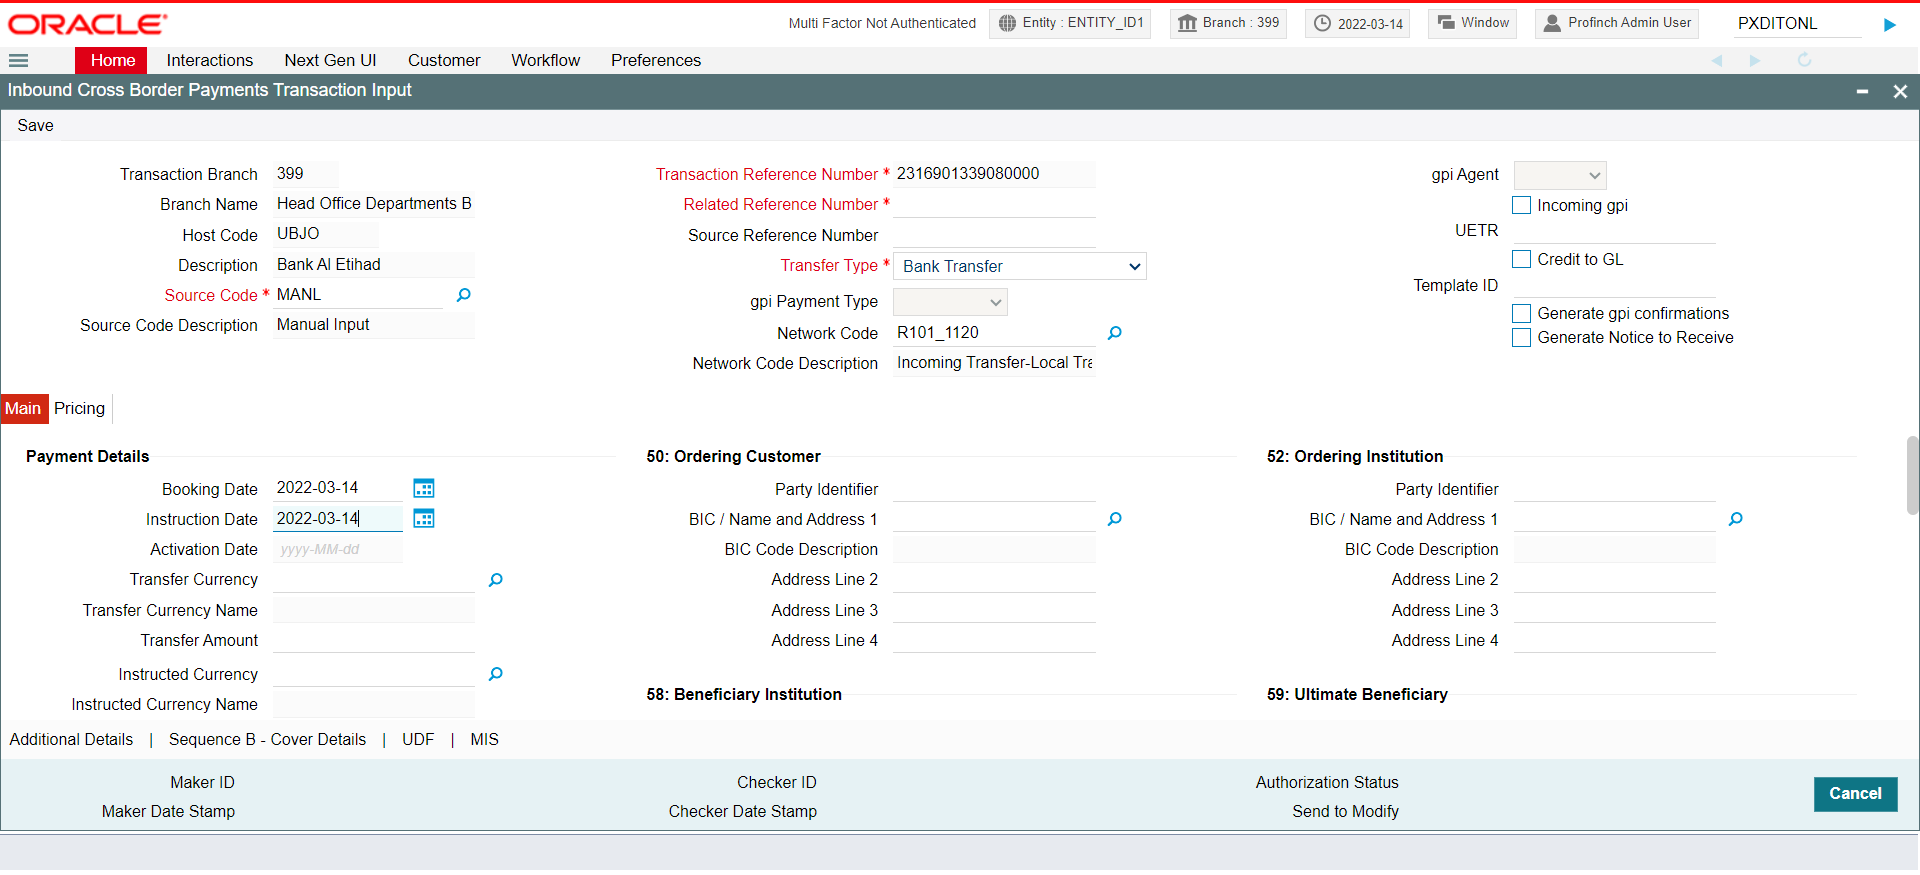 ORACLE
Multi Factor Not Authenticated
Entity : ENTITY_ID1
Branch : 399
2022-03-14
Window
Profinch Admin User
PXDITONL
Home Interactions Next Gen UI Customer Workflow Preferences
Inbound Cross Border Payments Transaction Input
Save
Transaction Branch 399
Branch Name Head Office Departments B
Host Code UBJO
Description Bank Al Etihad
Source Code * MANL
Source Code Description Manual Input
Transaction Reference Number * 2316901339080000
Related Reference Number *
Source Reference Number
Transfer Type * Bank Transfer
gpi Payment Type
Network Code R101_1120
Network Code Description Incoming Transfer-Local Tra
gpi Agent
Incoming gpi
UETR
Credit to GL
Template ID
Generate gpi confirmations
Generate Notice to Receive
Main Pricing
Payment Details
Booking Date 2022-03-14
Instruction Date 2022-03-14
Activation Date yyyy-MM-dd
Transfer Currency
Transfer Currency Name
Transfer Amount
Instructed Currency
Instructed Currency Name
50: Ordering Customer
Party Identifier
BIC / Name and Address 1
BIC Code Description
Address Line 2
Address Line 3
Address Line 4
58: Beneficiary Institution
52: Ordering Institution
Party Identifier
BIC / Name and Address 1
BIC Code Description
Address Line 2
Address Line 3
Address Line 4
59: Ultimate Beneficiary
Additional Details | Sequence B - Cover Details | UDF | MIS
Maker ID
Maker Date Stamp
Checker ID
Checker Date Stamp
Authorization Status
Send to Modify
Cancel